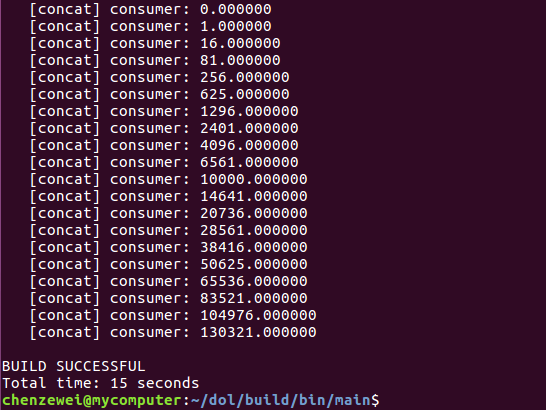 [concat] consumer: 0.000000
[concat] consumer: 1.000000
[concat] consumer: 16.000000
[concat] consumer: 81.000000
[concat] consumer: 256.000000
[concat] consumer: 625.000000
[concat] consumer: 1296.000000
[concat] consumer: 2401.000000
[concat] consumer: 4096.000000
[concat] consumer: 6561.000000
[concat] consumer: 10000.000000
[concat] consumer: 14641.000000
[concat] consumer: 20736.000000
[concat] consumer: 28561.000000
[concat] consumer: 38416.000000
[concat] consumer: 50625.000000
[concat] consumer: 65536.000000
[concat] consumer: 83521.000000
[concat] consumer: 104976.000000
[concat] consumer: 130321.000000
BUILD SUCCESSFUL
Total time: 15 seconds
chenzewei@mycomputer:~/dol/build/bin/main$